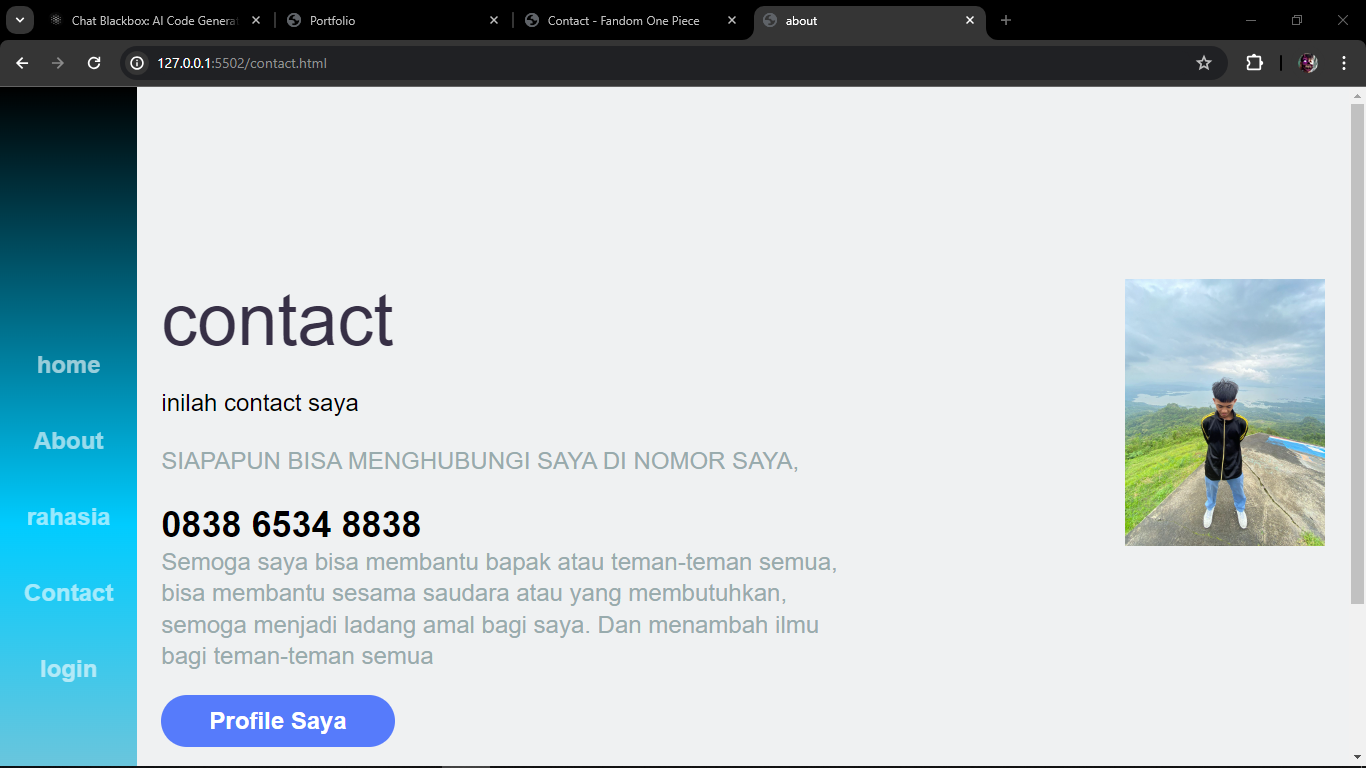 Chat Blackbox: AI Code Generat
Portfolio
Contact - Fandom One Piece
about
127.0.0.1:5502/contact.html
home
About
rahasia
Contact
login
contact
inilah contact saya
SIAPAPUN BISA MENGHUBUNGI SAYA DI NOMOR SAYA,
0838 6534 8838
Semoga saya bisa membantu bapak atau teman-teman semua,
bisa membantu sesama saudara atau yang membutuhkan,
semoga menjadi ladang amal bagi saya. Dan menambah ilmu
bagi teman-teman semua
Profile Saya